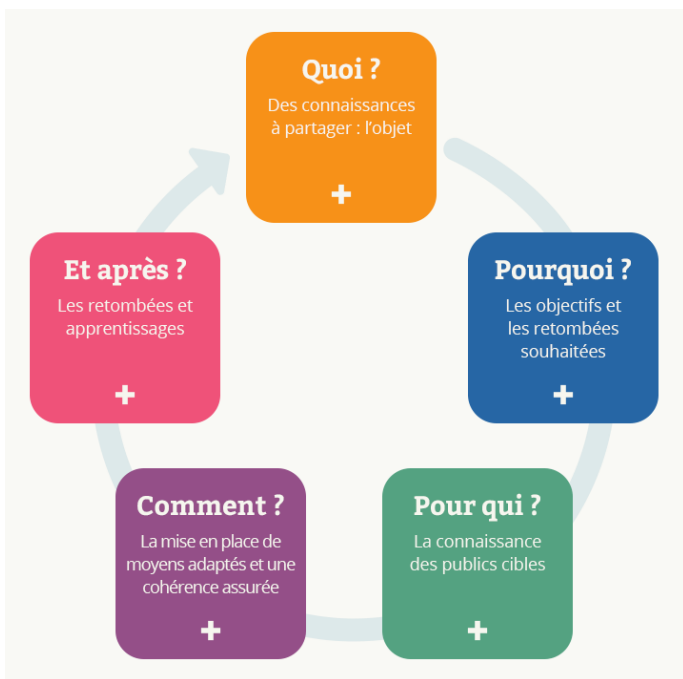 Quoi ?
Des connaissances
à partager : l’objet
+
Pourquoi ?
Les objectifs et
les retombées
souhaitées
+
Pour qui ?
La connaissance
des publics cibles
+
Comment ?
La mise en place de
moyens adaptés et une
cohérence assurée
+
Et après ?
Les retombées et
apprentissages
+